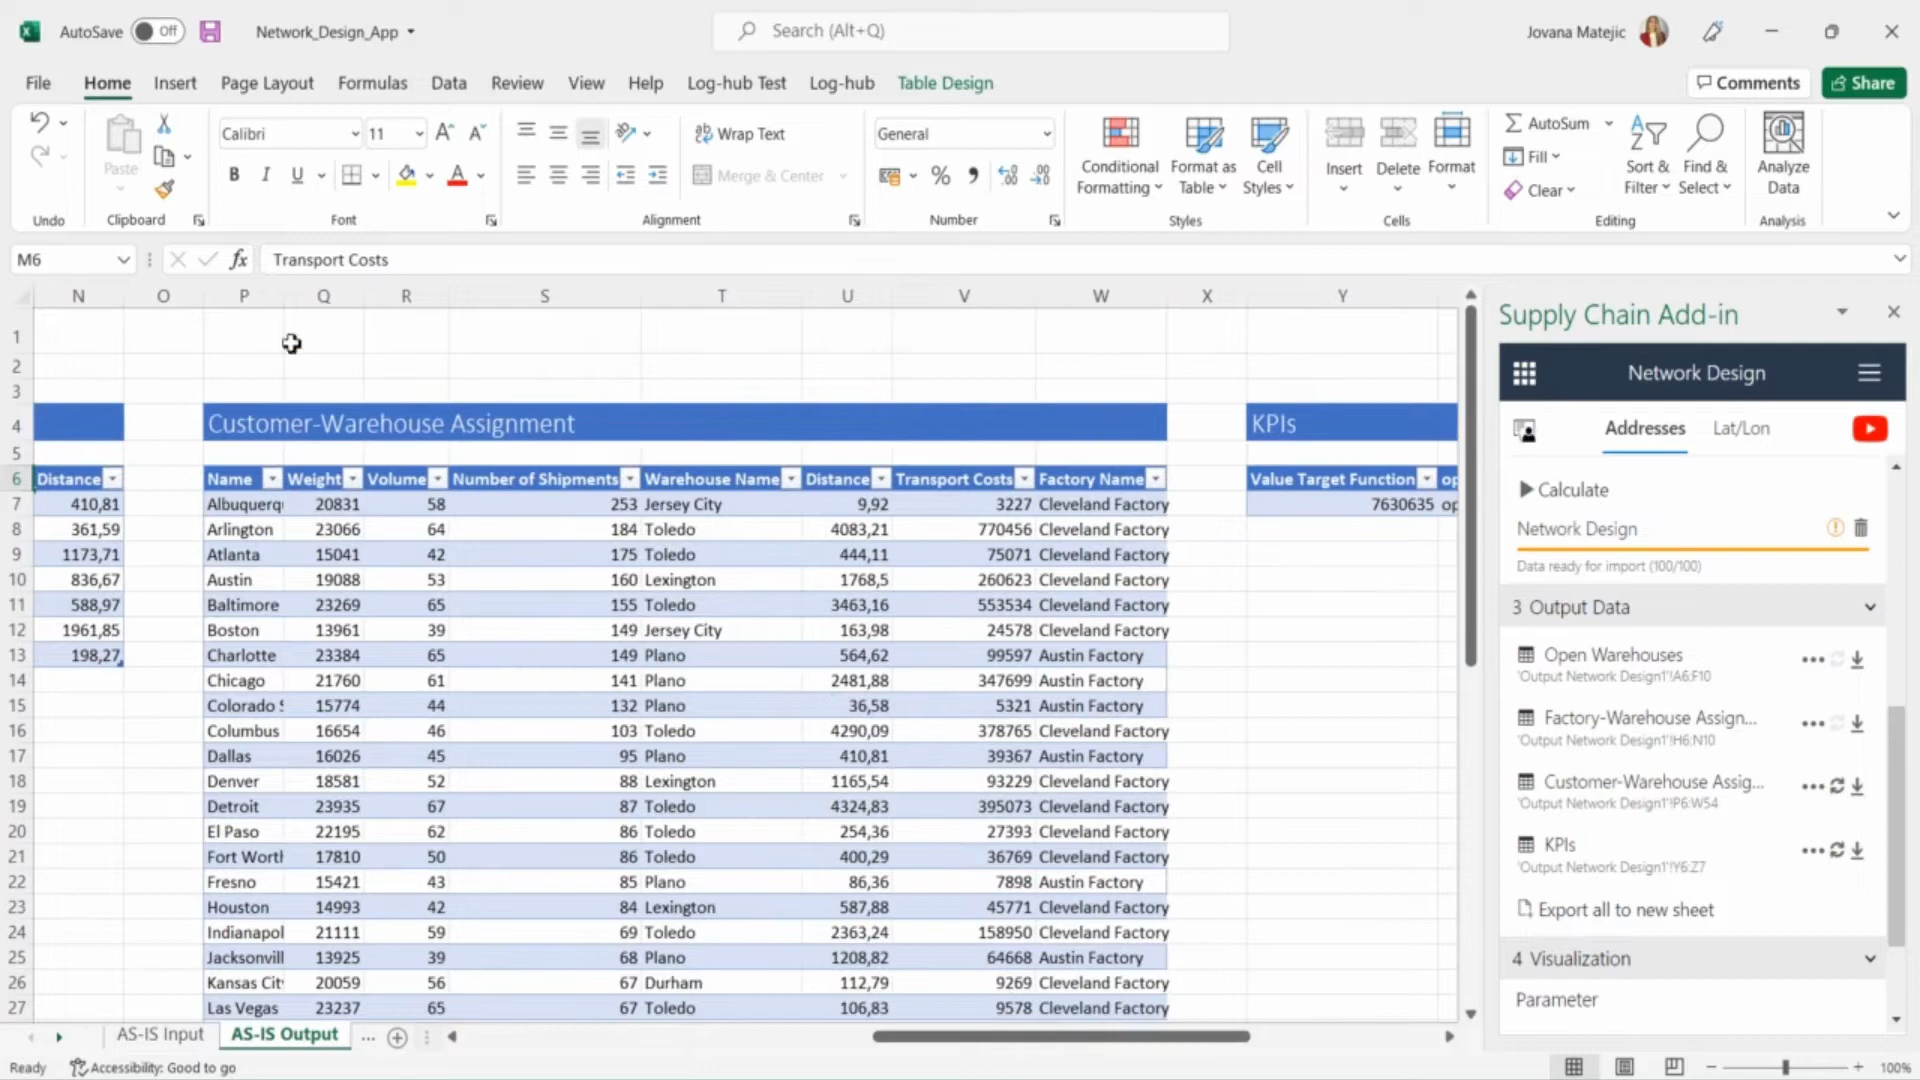 AutoSave Off Network_Design_App Search (Alt+Q) Jovana Matejic
File Home Insert Page Layout Formulas Data Review View Help Log-hub Test Log-hub Table Design Comments Share
Paste Calibri 11 Wrap Text General Conditional Formatting Format as Table Cell Styles Insert Delete Format AutoSum Sort & Filter Find & Select Analyze Data
B I U Merge & Center % Fill Clear
Undo Clipboard Font Alignment Number Styles Cells Editing Analysis
M6 fx Transport Costs
N O P Q R S T U V W X Y
1
2
3
4 Customer-Warehouse Assignment KPIs
5
6 Distance Name Weight Volume Number of Shipments Warehouse Name Distance Transport Costs Factory Name Value Target Function op
7 410,81 Albuquerq 20831 58 253 Jersey City 9,92 3227 Cleveland Factory 7630635 op
8 361,59 Arlington 23066 64 184 Toledo 4083,21 770456 Cleveland Factory
9 1173,71 Atlanta 15041 42 175 Toledo 444,11 75071 Cleveland Factory
10 836,67 Austin 19088 53 160 Lexington 1768,5 260623 Cleveland Factory
11 588,97 Baltimore 23269 65 155 Toledo 3463,16 553534 Cleveland Factory
12 1961,85 Boston 13961 39 149 Jersey City 163,98 24578 Cleveland Factory
13 198,27 Charlotte 23384 65 149 Plano 564,62 99597 Austin Factory
14 Chicago 21760 61 141 Plano 2481,88 347699 Austin Factory
15 Colorado S 15774 44 132 Plano 36,58 5321 Austin Factory
16 Columbus 16654 46 103 Toledo 4290,09 378765 Cleveland Factory
17 Dallas 16026 45 95 Plano 410,81 39367 Austin Factory
18 Denver 18581 52 88 Lexington 1165,54 93229 Cleveland Factory
19 Detroit 23935 67 87 Toledo 4324,83 395073 Cleveland Factory
20 El Paso 22195 62 86 Toledo 254,36 27393 Cleveland Factory
21 Fort Worth 17810 50 86 Toledo 400,29 36769 Cleveland Factory
22 Fresno 15421 43 85 Plano 86,36 7898 Austin Factory
23 Houston 14993 42 84 Lexington 587,88 45771 Cleveland Factory
24 Indianapol 21111 59 69 Toledo 2363,24 158950 Cleveland Factory
25 Jacksonvill 13925 39 68 Plano 1208,82 64668 Austin Factory
26 Kansas Cit 20059 56 67 Durham 112,79 9269 Cleveland Factory
27 Las Vegas 23237 65 67 Toledo 106,83 9578 Cleveland Factory
AS-IS Input AS-IS Output ...
Ready Accessibility: Good to go 100%
Supply Chain Add-in
Network Design
Addresses Lat/Lon
Calculate
Network Design
Data ready for import (100/100)
3 Output Data
Open Warehouses
'Output Network Design1'!A6:F10
Factory-Warehouse Assign...
'Output Network Design1'!H6:N10
Customer-Warehouse Assig...
'Output Network Design1'!P6:W54
KPIs
'Output Network Design1'!Y6:Z7
Export all to new sheet
4 Visualization
Parameter